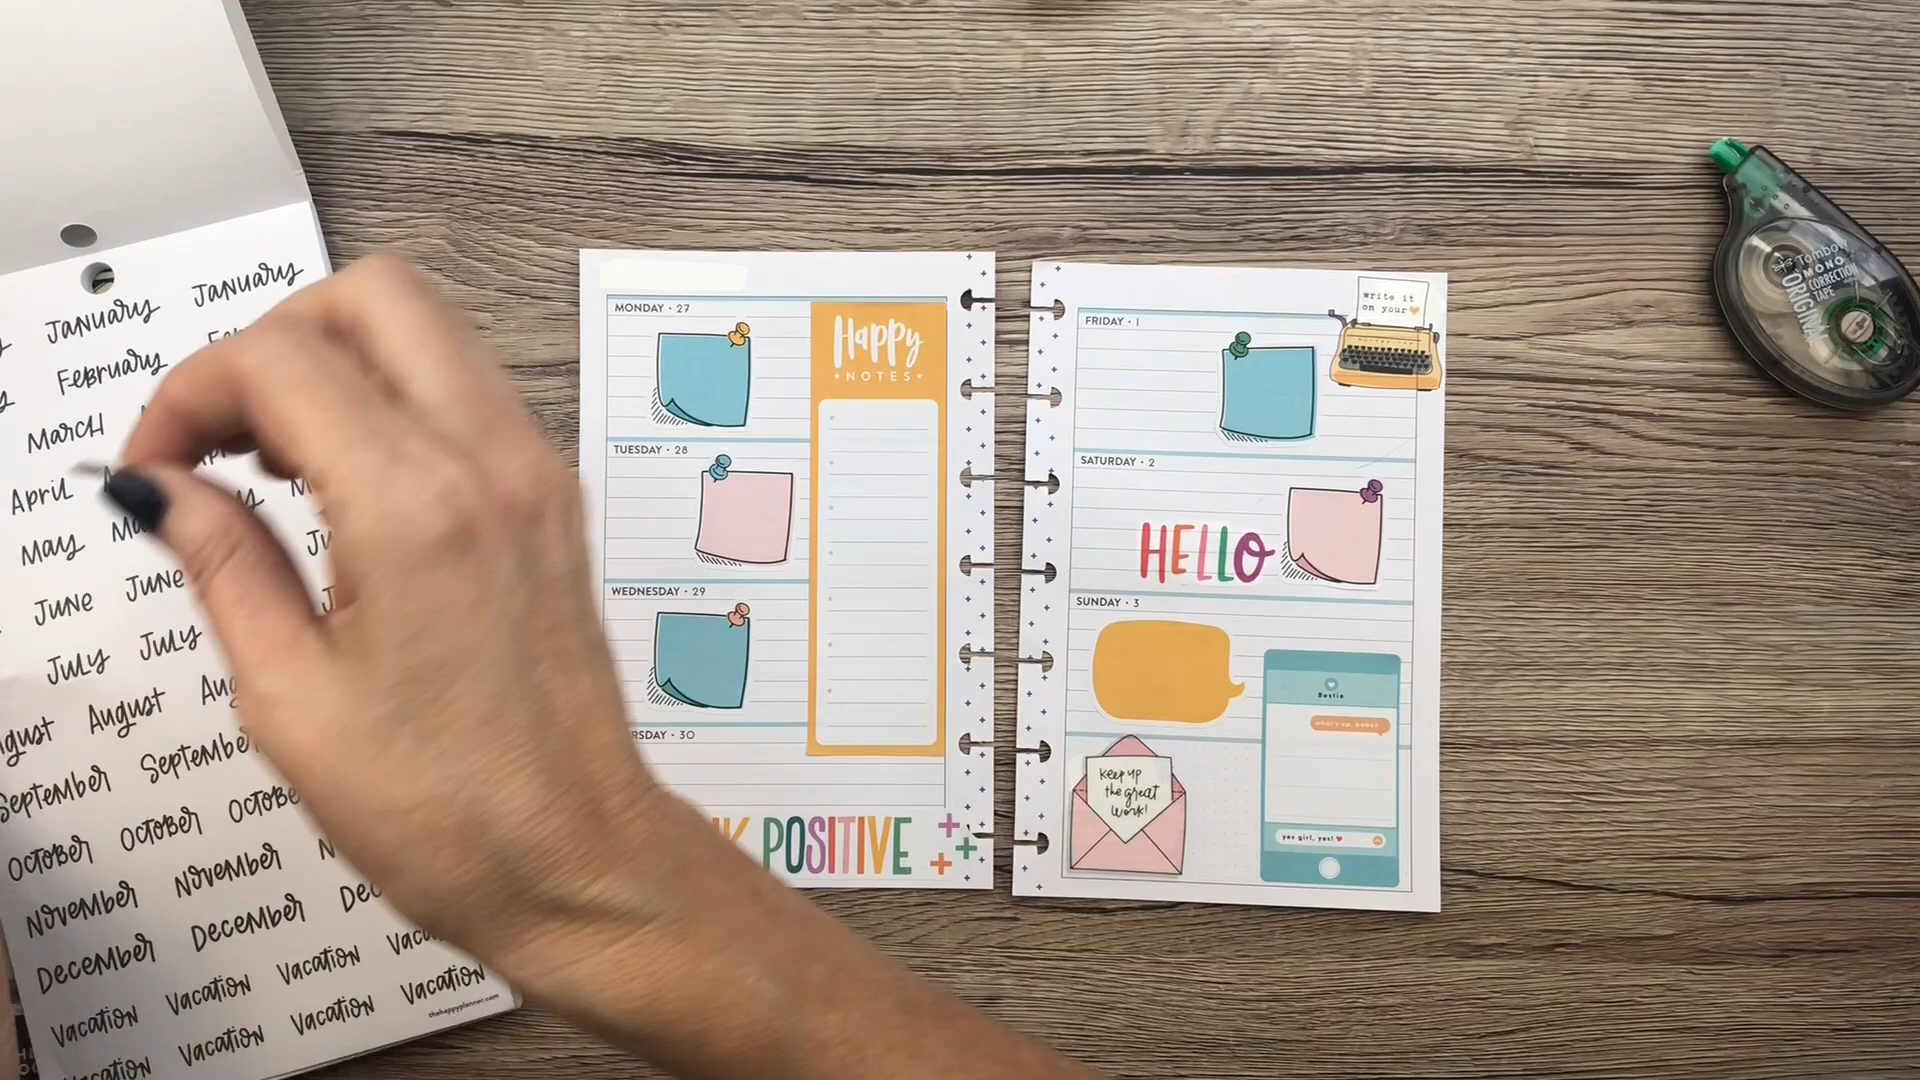 January January
February
March
April
May
June June
July July
August August
September September
October October October
November November
December December
Vacation Vacation
Vacation Vacation Vacation
Vacation Vacation
thehappyplanner.com
MONDAY · 27
Happy
★ NOTES ★
TUESDAY · 28
WEDNESDAY · 29
30
POSITIVE
FRIDAY · 1
write it
on your
SATURDAY · 2
HELLO
SUNDAY · 3
Bestie
what's up, babe?
keep up
the great
work!
yes girl, yes!
Tombow
MONO
CORRECTION
TAPE
ORIGINAL